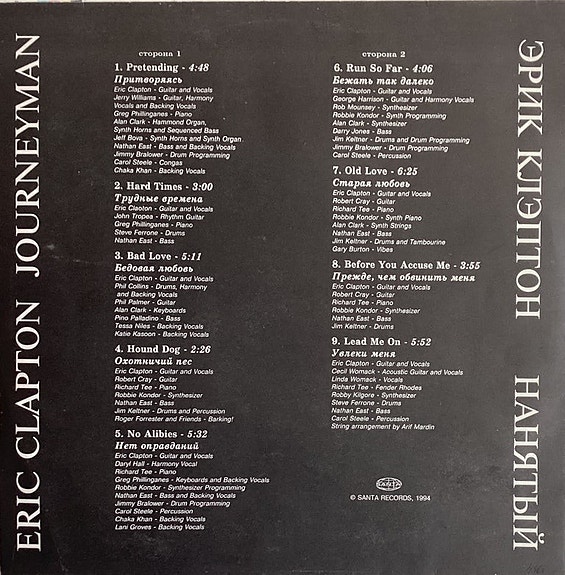 ERIC CLAPTON JOURNEYMAN
сторона 1
1. Pretending - 4:48
Притворяясь
Eric Clapton - Guitar and Vocals
Jerry Williams - Guitar, Harmony
Vocals and Backing Vocals
Greg Phillinganes - Piano
Alan Clark - Hammond Organ,
Synth Horns and Sequenced Bass
Jeff Bova - Synth Horns and Synth Organ
Nathan East - Bass and Backing Vocals
Jimmy Bralower - Drum Programming
Carol Steele - Congas
Chaka Khan - Backing Vocals
2. Hard Times - 3:00
Трудные времена
Eric Clapton - Guitar and Vocals
John Tropea - Rhythm Guitar
Greg Phillinganes - Piano
Steve Ferrone - Drums
Nathan East - Bass
3. Bad Love - 5:11
Бедовая любовь
Eric Clapton - Guitar and Vocals
Phil Collins - Drums, Harmony
and Backing Vocals
Phil Palmer - Guitar
Alan Clark - Keyboards
Pino Palladino - Bass
Tessa Niles - Backing Vocals
Katie Kasoon - Backing Vocals
4. Hound Dog - 2:26
Охотничий пес
Eric Clapton - Guitar and Vocals
Robert Cray - Guitar
Richard Tee - Piano
Robbie Kondor - Synthesizer
Nathan East - Bass
Jim Keltner - Drums and Percussion
Roger Forrester and Friends - Barking!
5. No Alibies - 5:32
Нет оправданий
Eric Clapton - Guitar and Vocals
Daryl Hall - Harmony Vocal
Richard Tee - Piano
Greg Phillinganes - Keyboards and Backing Vocals
Robbie Kondor - Synthesizer Programming
Nathan East - Bass and Backing Vocals
Jimmy Bralower - Drum Programming
Carol Steele - Percussion
Chaka Khan - Backing Vocals
Lani Groves - Backing Vocals
сторона 2
6. Run So Far - 4:06
Бежать так далеко
Eric Clapton - Guitar and Vocals
George Harrison - Guitar and Harmony Vocals
Rob Mounsey - Synthesizer
Robbie Kondor - Synth Programming
Alan Clark - Synthesizer
Darry Jones - Bass
Jim Keltner - Drums and Drum Programming
Jimmy Bralower - Drum Programming
Carol Steele - Percussion
7. Old Love - 6:25
Старая любовь
Eric Clapton - Guitar and Vocals
Robert Cray - Guitar
Richard Tee - Piano
Robbie Kondor - Synth Piano
Alan Clark - Synth Strings
Nathan East - Bass
Jim Keltner - Drums and Tambourine
Gary Burton - Vibes
8. Before You Accuse Me - 3:55
Прежде, чем обвинить меня
Eric Clapton - Guitar and Vocals
Robert Cray - Guitar
Richard Tee - Piano
Robbie Kondor - Synthesizer
Nathan East - Bass
Jim Keltner - Drums
9. Lead Me On - 5:52
Увлеки меня
Eric Clapton - Guitar and Vocals
Cecil Womack - Acoustic Guitar and Vocals
Linda Womack - Vocals
Richard Tee - Fender Rhodes
Robby Kilgore - Synthesizer
Steve Ferrone - Drums
Nathan East - Bass
Carol Steele - Percussion
String arrangement by Arif Mardin
SANTA
© SANTA RECORDS, 1994
ЭРИК КЛЭПТОН НАНЯТЫЙ